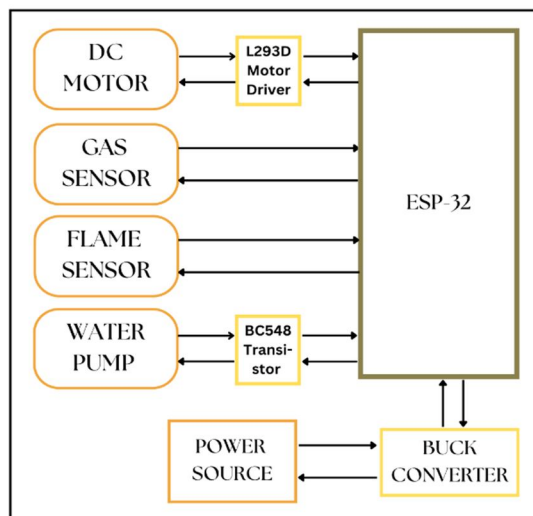 DC
MOTOR
L293D
Motor
Driver
GAS
SENSOR
ESP-32
FLAME
SENSOR
WATER
PUMP
BC548
Transi-
stor
POWER
SOURCE
BUCK
CONVERTER